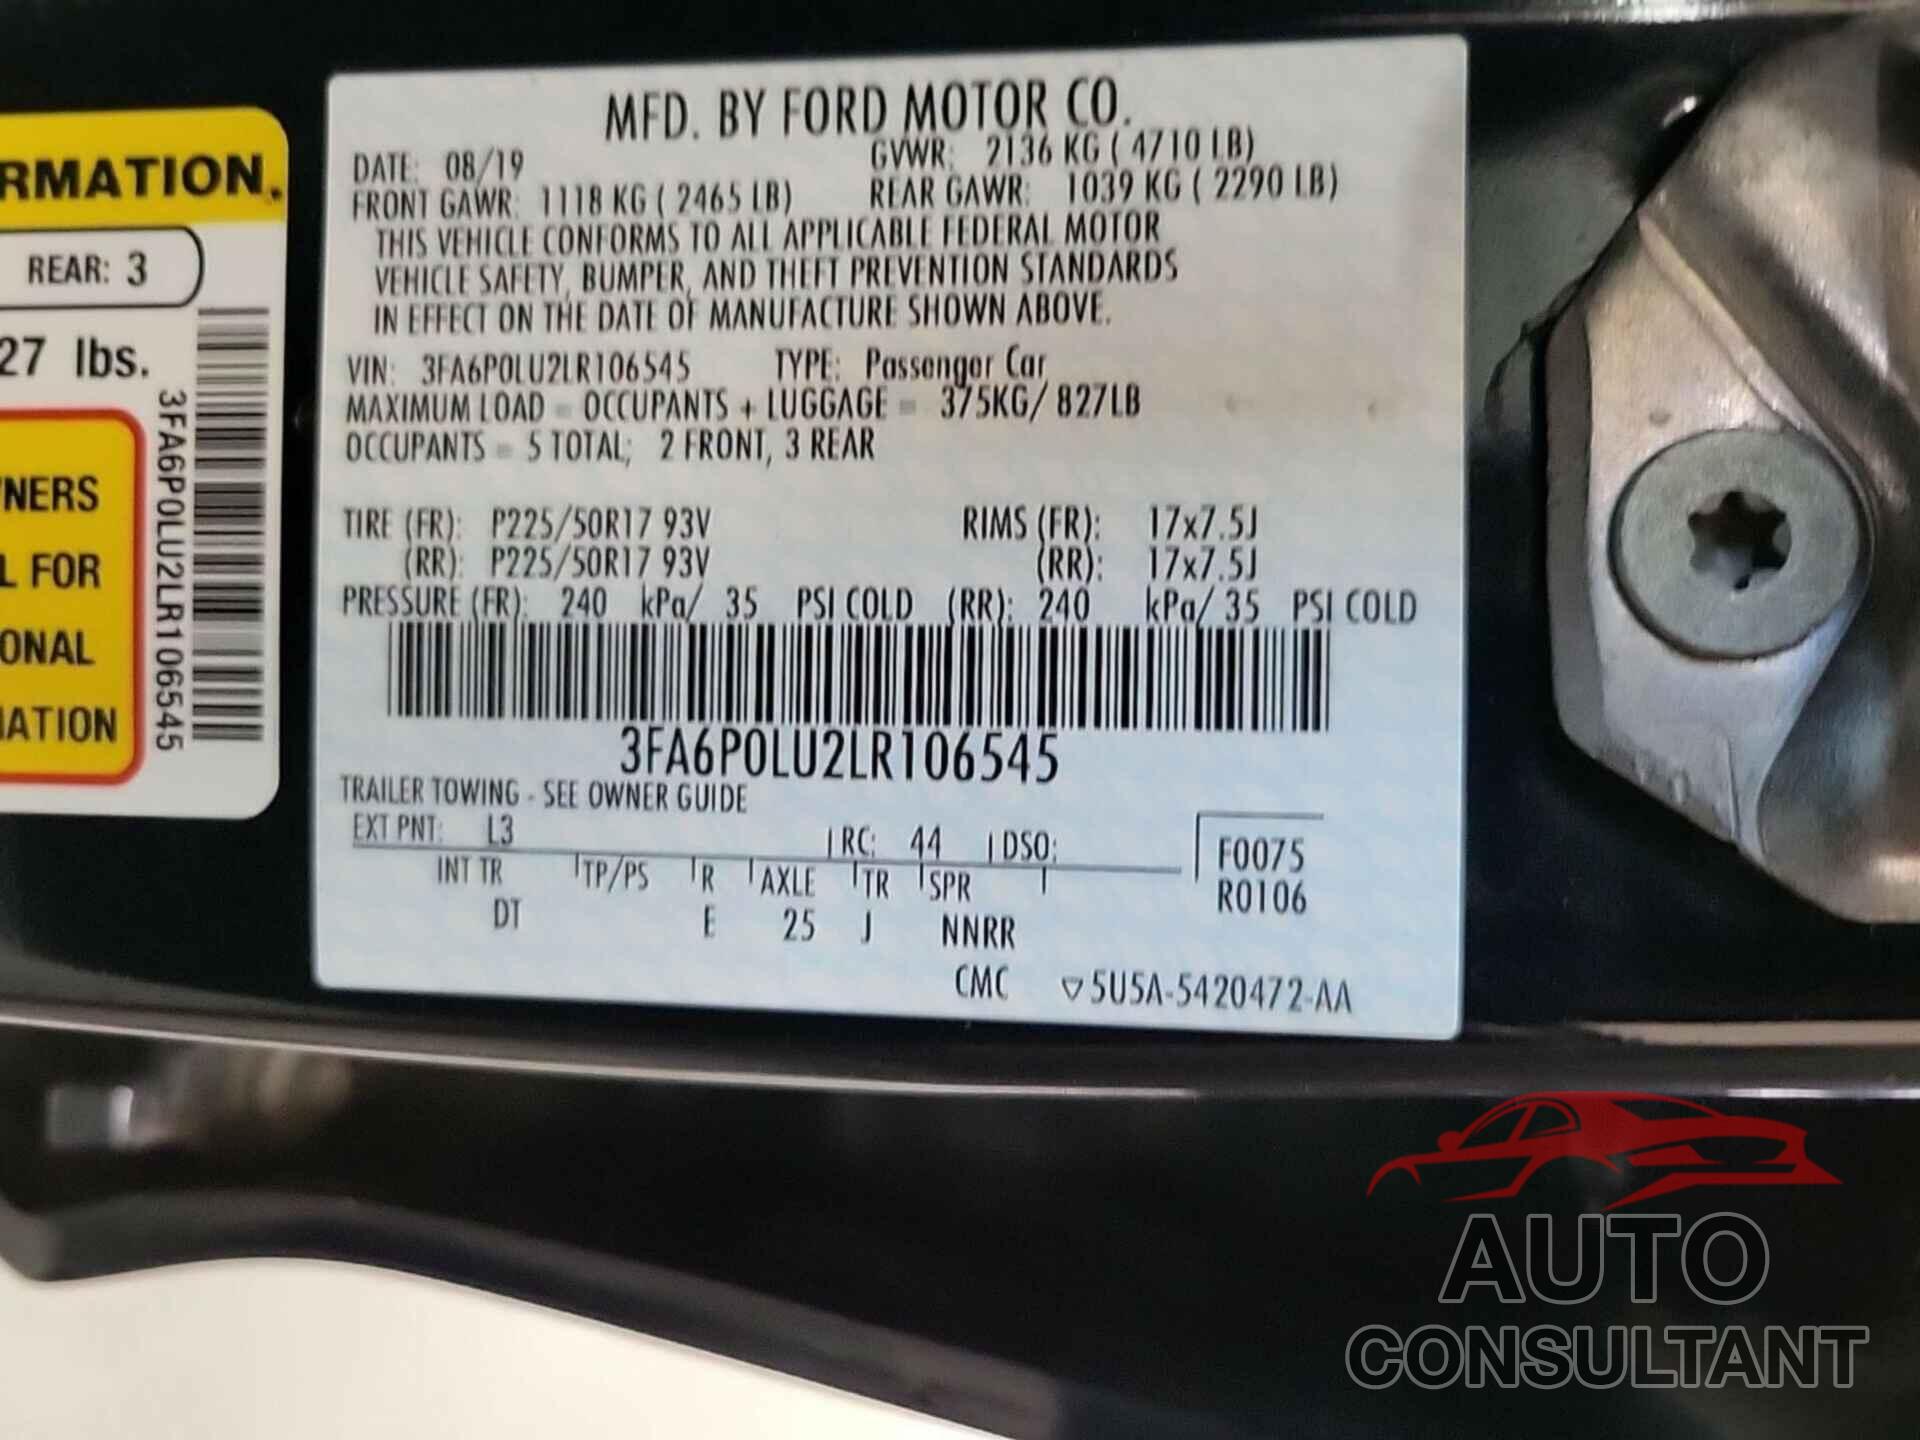 RMATION.
REAR: 3
27 lbs.
NERS
L FOR
ONAL
MATION
3FA6P0LU2LR106545
MFD. BY FORD MOTOR CO.
DATE: 08/19 GVWR: 2136 KG ( 4710 LB)
FRONT GAWR: 1118 KG ( 2465 LB) REAR GAWR: 1039 KG ( 2290 LB)
THIS VEHICLE CONFORMS TO ALL APPLICABLE FEDERAL MOTOR
VEHICLE SAFETY, BUMPER, AND THEFT PREVENTION STANDARDS
IN EFFECT ON THE DATE OF MANUFACTURE SHOWN ABOVE.
VIN: 3FA6P0LU2LR106545 TYPE: Passenger Car
MAXIMUM LOAD = OCCUPANTS + LUGGAGE = 375KG/ 827LB
OCCUPANTS = 5 TOTAL; 2 FRONT, 3 REAR
TIRE (FR): P225/50R17 93V RIMS (FR): 17x7.5J
(RR): P225/50R17 93V (RR): 17x7.5J
PRESSURE (FR): 240 kPa/ 35 PSI COLD (RR): 240 kPa/ 35 PSI COLD
3FA6P0LU2LR106545
TRAILER TOWING - SEE OWNER GUIDE
EXT PNT: L3 RC: 44 DSO:
F0075
INT TR TP/PS R AXLE TR SPR
R0106
DT E 25 J NNRR
CMC ▽5U5A-5420472-AA
AUTO
CONSULTANT